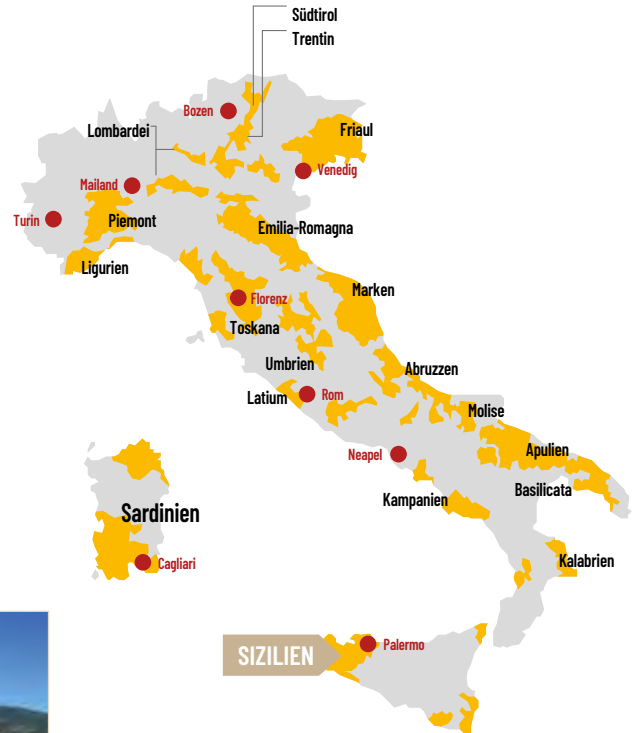 Südtirol
Trentin
Bozen
Lombardei
Friaul
Venedig
Mailand
Turin
Piemont
Emilia-Romagna
Ligurien
Marken
Florenz
Toskana
Umbrien
Abruzzen
Latium
Rom
Molise
Neapel
Apulien
Basilicata
Kampanien
Sardinien
Kalabrien
Cagliari
SIZILIEN
Palermo